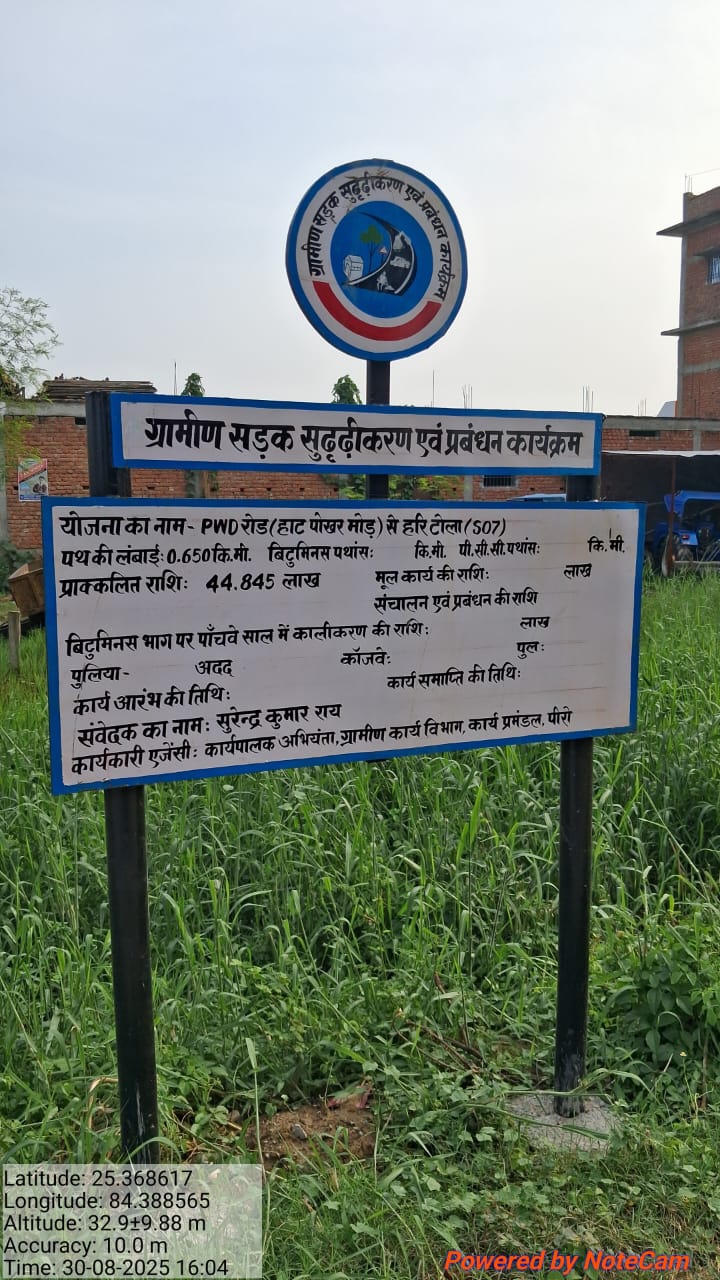 ग्रामीण सड़क सुढृढ़ीकरण एवं प्रबंधन कार्यक्रम
ग्रामीण सड़क सुढृढ़ीकरण एवं प्रबंधन कार्यक्रम
योजना का नाम - PWD रोड (हाट पोखर मोड़) से हरि टोला (S07)
पथ की लंबाई: 0.650 कि.मी. बिटुमिनस पथांस: कि.मी. पी.सी.सी. पथांस: कि.मी.
प्राक्कलित राशि: 44.845 लाख मूल कार्य की राशि: लाख
संचालन एवं प्रबंधन की राशि
बिटुमिनस भाग पर पाँचवे साल में कालीकरण की राशि: लाख
पुलिया- अदद कॉजवे: पुल:
कार्य आरंभ की तिथि: कार्य समाप्ति की तिथि:
संवेदक का नाम: सुरेन्द्र कुमार राय
कार्यकारी एजेंसी: कार्यपालक अभियंता, ग्रामीण कार्य विभाग, कार्य प्रमंडल, पीरो
Latitude: 25.368617
Longitude: 84.388565
Altitude: 32.9±9.88 m
Accuracy: 10.0 m
Time: 30-08-2025 16:04
Powered by NoteCam